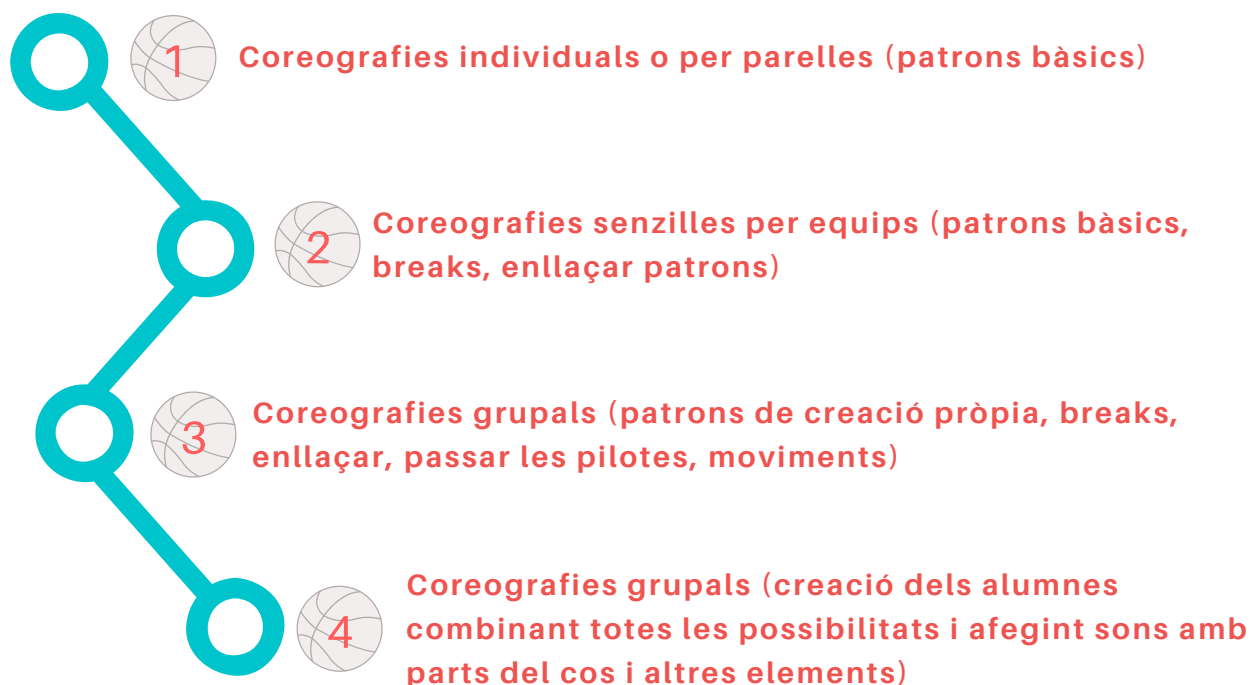 1
Coreografies individuals o per parelles (patrons bàsics)
2
Coreografies senzilles per equips (patrons bàsics,
breaks, enllaçar patrons)
3
Coreografies grupals (patrons de creació pròpia, breaks,
enllaçar, passar les pilotes, moviments)
4
Coreografies grupals (creació dels alumnes
combinant totes les possibilitats i afegint sons amb
parts del cos i altres elements)